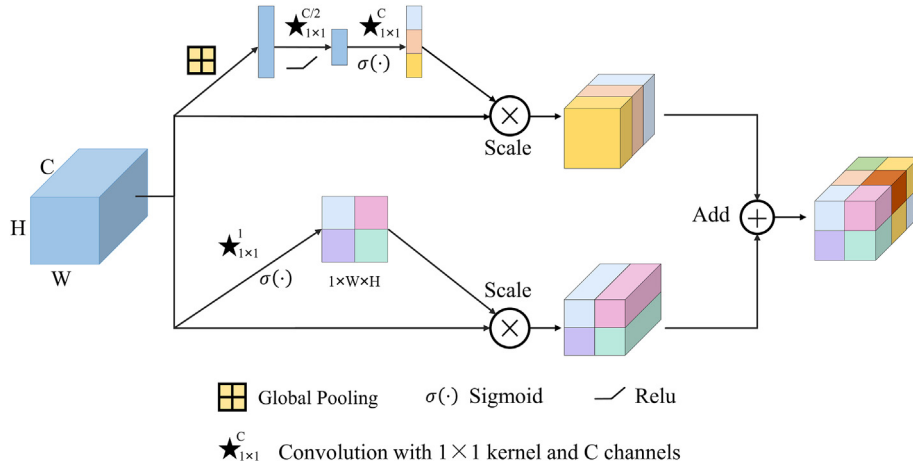 ★ C/2 1×1
★ C 1×1
σ(·)
Scale
C
H
W
★ 1 1×1
σ(·)
1×W×H
Scale
Add
Global Pooling
σ(·) Sigmoid
Relu
★ C 1×1 Convolution with 1×1 kernel and C channels